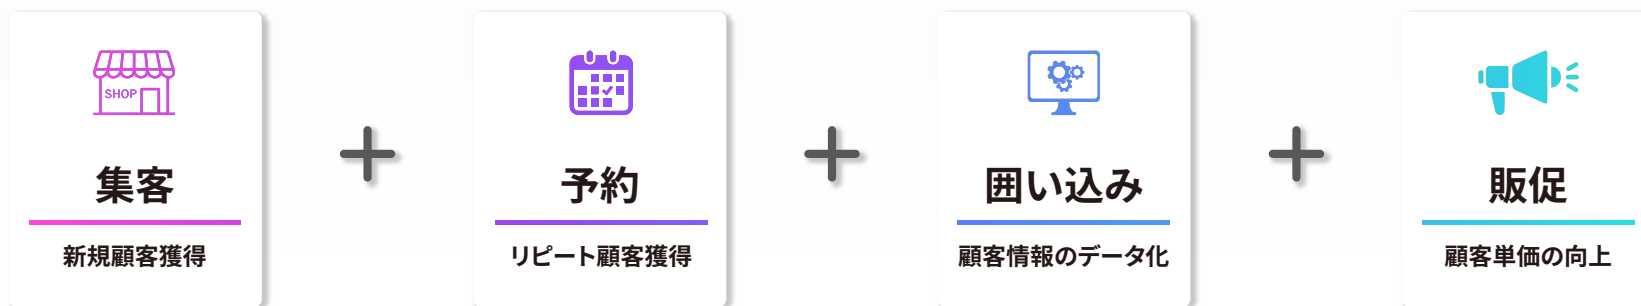 SHOP
集客
新規顧客獲得
予約
リピート顧客獲得
囲い込み
顧客情報のデータ化
販促
顧客単価の向上